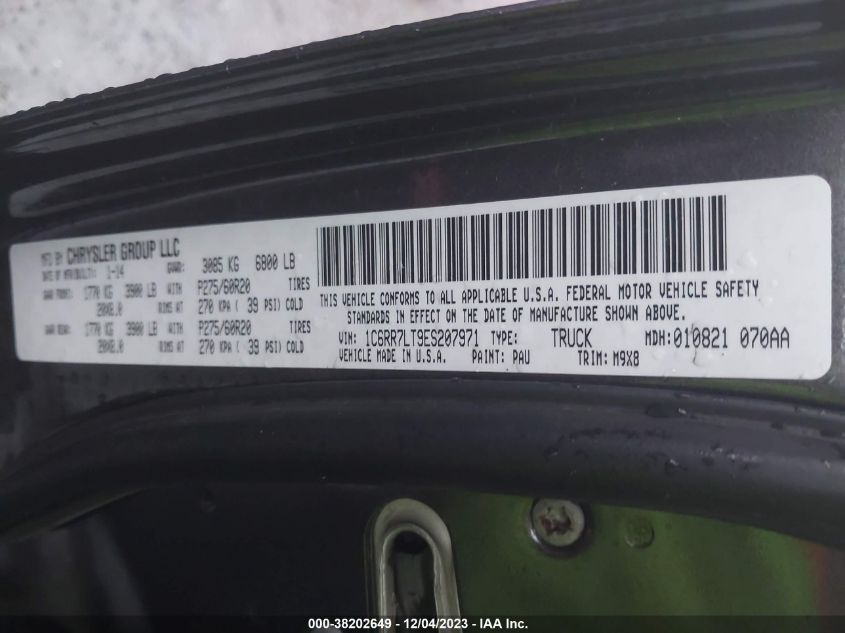 MFD BY CHRYSLER GROUP LLC
DATE OF MFR/BUILT: 1-14 GVWR: 3085 KG 6800 LB
GAWR FRONT: 1770 KG 3900 LB WITH P275/60R20 TIRES
20X8.0 RIMS AT 270 KPA ( 39 PSI) COLD
GAWR REAR: 1770 KG 3900 LB WITH P275/60R20 TIRES
20X8.0 RIMS AT 270 KPA ( 39 PSI) COLD
THIS VEHICLE CONFORMS TO ALL APPLICABLE U.S.A. FEDERAL MOTOR VEHICLE SAFETY
STANDARDS IN EFFECT ON THE DATE OF MANUFACTURE SHOWN ABOVE.
VIN: 1C6RR7LT9ES207971 TYPE: TRUCK MDH:010821 070AA
VEHICLE MADE IN U.S.A. PAINT: PAU TRIM: M9X8
000-38202649 - 12/04/2023 - IAA Inc.